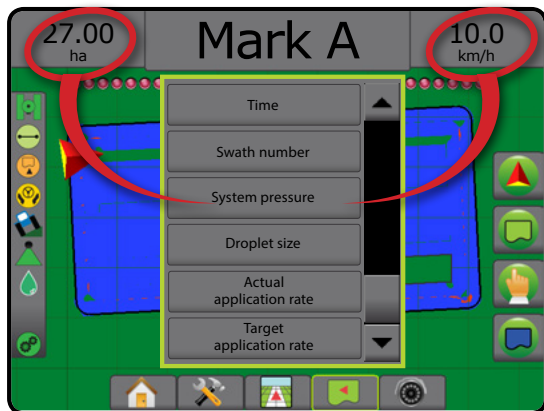 27.00
ha
Mark A
10.0
km/h
Time
Swath number
System pressure
Droplet size
Actual
application rate
Target
application rate